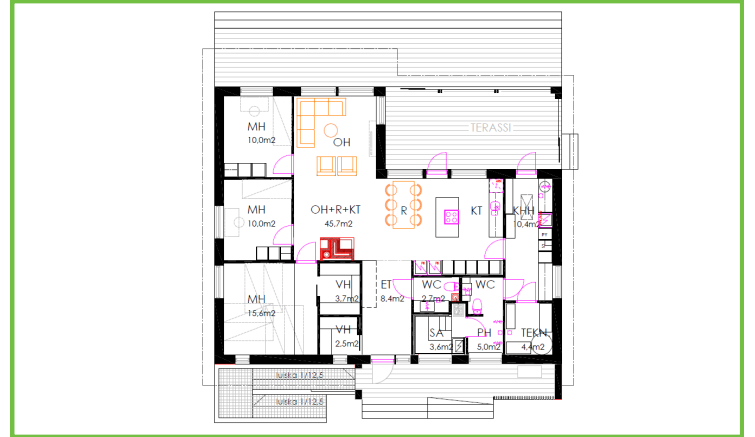 TERASSI
MH
10,0m2
OH
MH
10,0m2
OH+R+KT
45,7m2
R
KT
KHH
10,4m2
MH
15,6m2
VH
3,7m2
ET
8,4m2
WC
2,7m2
WC
VH
2.5m2
SA
3,6m2
PH
5,0m2
TEKN
4,4m2
luiska 1/12,5
luiska 1/12,5